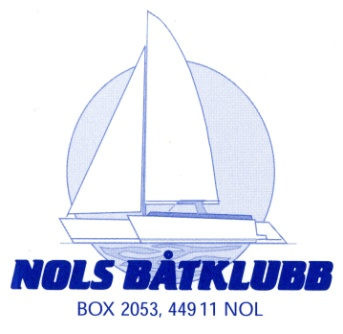 NOLS BÅTKLUBB
BOX 2053, 449 11 NOL